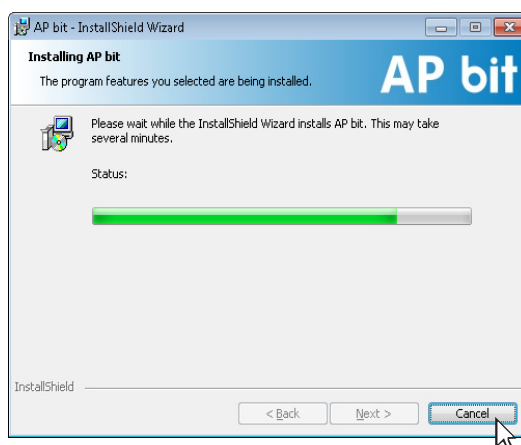 AP bit - InstallShield Wizard
Installing AP bit
The program features you selected are being installed.
AP bit
Please wait while the InstallShield Wizard installs AP bit. This may take
several minutes.
Status:
InstallShield
< Back
Next >
Cancel